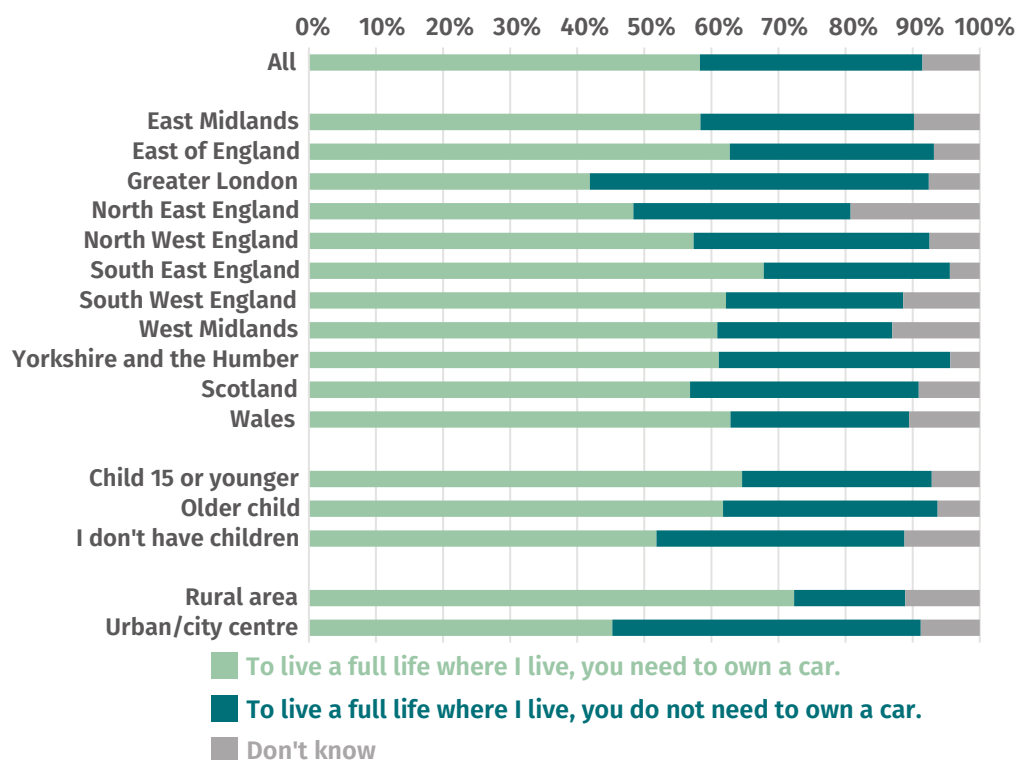 0% 10% 20% 30% 40% 50% 60% 70% 80% 90% 100%
All
East Midlands
East of England
Greater London
North East England
North West England
South East England
South West England
West Midlands
Yorkshire and the Humber
Scotland
Wales
Child 15 or younger
Older child
I don't have children
Rural area
Urban/city centre
To live a full life where I live, you need to own a car.
To live a full life where I live, you do not need to own a car.
Don't know